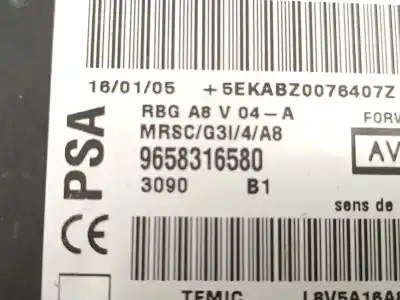 16/01/05 +5EKABZ0076407Z
RBG A8 V 04-A
MRSC/G3I/4/A8
9658316580
3090 B1
PSA
CE
FORV
AV
sens de
TEMIC